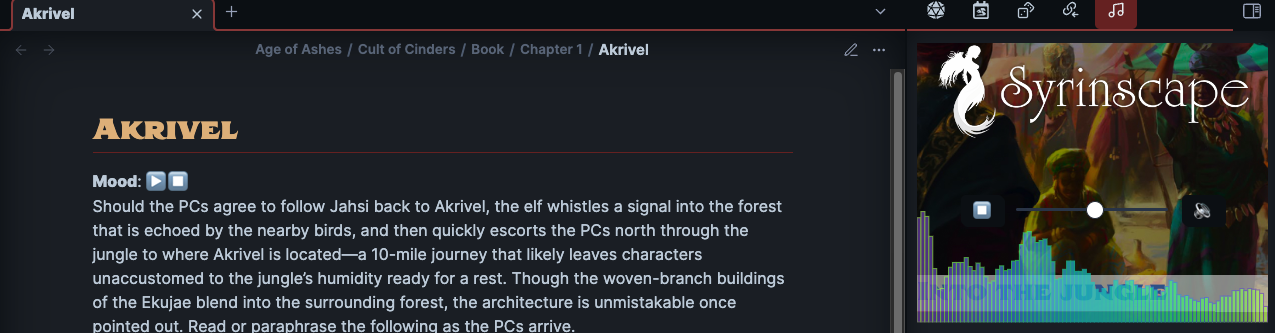 Akrivel
Age of Ashes / Cult of Cinders / Book / Chapter 1 / Akrivel
Akrivel
Mood:
Should the PCs agree to follow Jahsi back to Akrivel, the elf whistles a signal into the forest
that is echoed by the nearby birds, and then quickly escorts the PCs north through the
jungle to where Akrivel is located—a 10-mile journey that likely leaves characters
unaccustomed to the jungle’s humidity ready for a rest. Though the woven-branch buildings
of the Ekujae blend into the surrounding forest, the architecture is unmistakable once
pointed out. Read or paraphrase the following as the PCs arrive.
Syrinscape
INTO THE JUNGLE